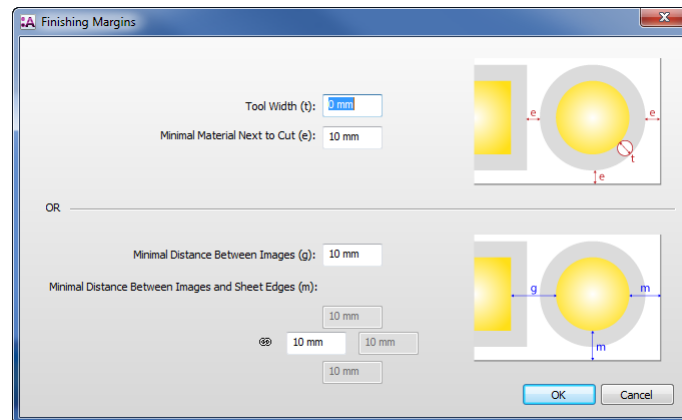 Finishing Margins
Tool Width (t): 0 mm
Minimal Material Next to Cut (e): 10 mm
e e
t
e
OR
Minimal Distance Between Images (g): 10 mm
Minimal Distance Between Images and Sheet Edges (m):
g m
m
10 mm
10 mm 10 mm
10 mm
OK Cancel